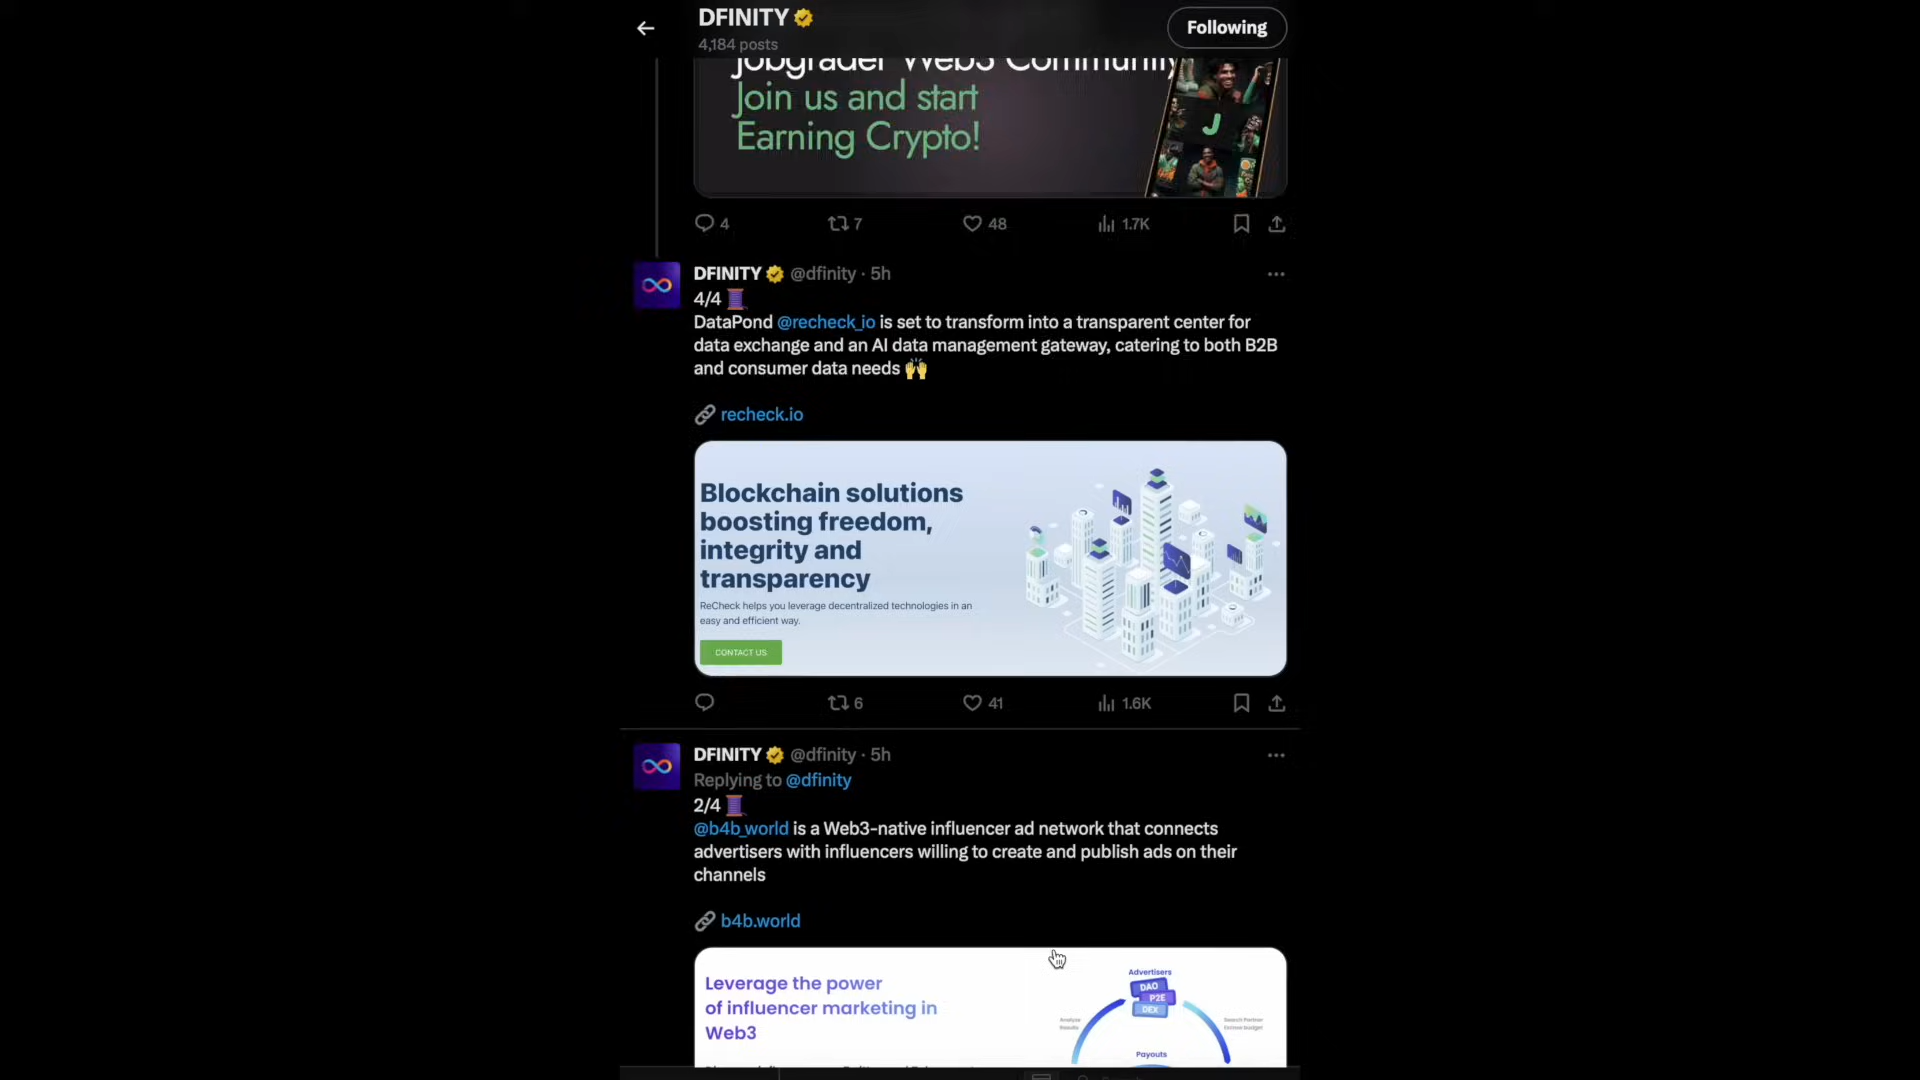 DFINITY
4,184 posts
Following
Jobgrader Web3 Community
Join us and start
Earning Crypto!
J
4
7
48
1.7K
DFINITY @dfinity · 5h
4/4
DataPond @recheck_io is set to transform into a transparent center for
data exchange and an AI data management gateway, catering to both B2B
and consumer data needs
recheck.io
Blockchain solutions
boosting freedom,
integrity and
transparency
ReCheck helps you leverage decentralized technologies in an
easy and efficient way.
CONTACT US
6
41
1.6K
DFINITY @dfinity · 5h
Replying to @dfinity
2/4
@b4b_world is a Web3-native influencer ad network that connects
advertisers with influencers willing to create and publish ads on their
channels
b4b.world
Leverage the power
of influencer marketing in
Web3
Advertisers
DAO
P2E
DEX
Analyze
Results
Search Partner
Payouts